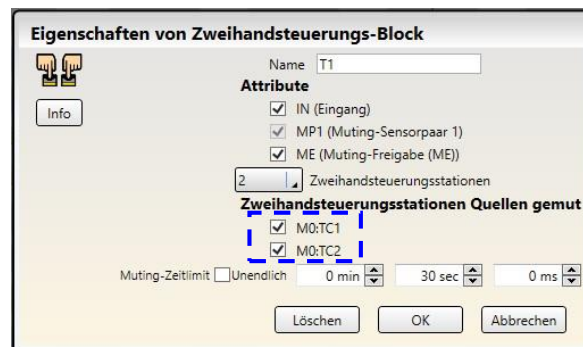 Eigenschaften von Zweihandsteuerungs-Block
Name T1
Attribute
Info
IN (Eingang)
MP1 (Muting-Sensorpaar 1)
ME (Muting-Freigabe (ME))
2 Zweihandsteuerungsstationen
Zweihandsteuerungsstationen Quellen gemut
M0:TC1
M0:TC2
Muting-Zeitlimit Unendlich 0 min 30 sec 0 ms
Löschen OK Abbrechen